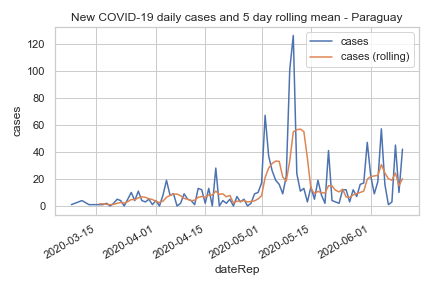 New COVID-19 daily cases and 5 day rolling mean - Paraguay
cases
cases (rolling)
120
100
80
60
40
20
0
cases
2020-03-15
2020-04-01
2020-04-15
2020-05-01
2020-05-15
2020-06-01
dateRep